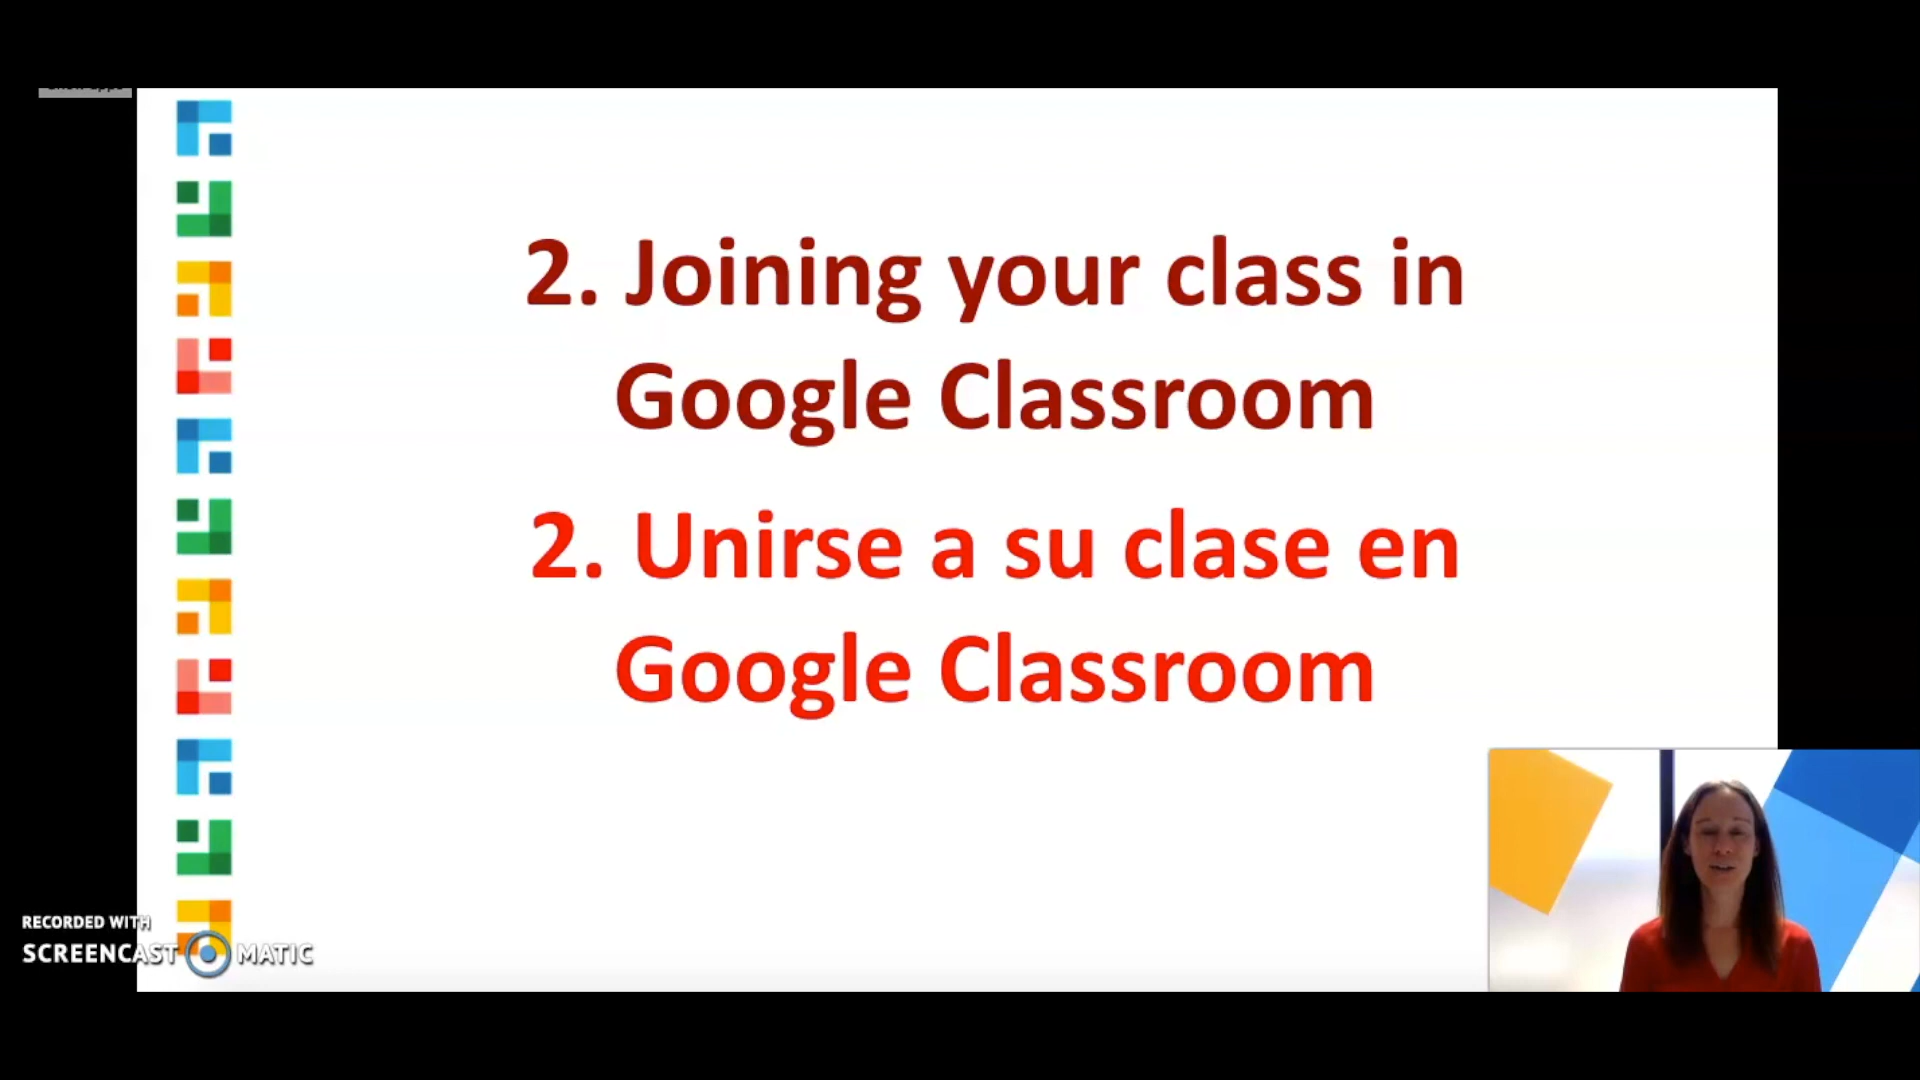 2. Joining your class in
Google Classroom
2. Unirse a su clase en
Google Classroom
RECORDED WITH
SCREENCAST MATIC